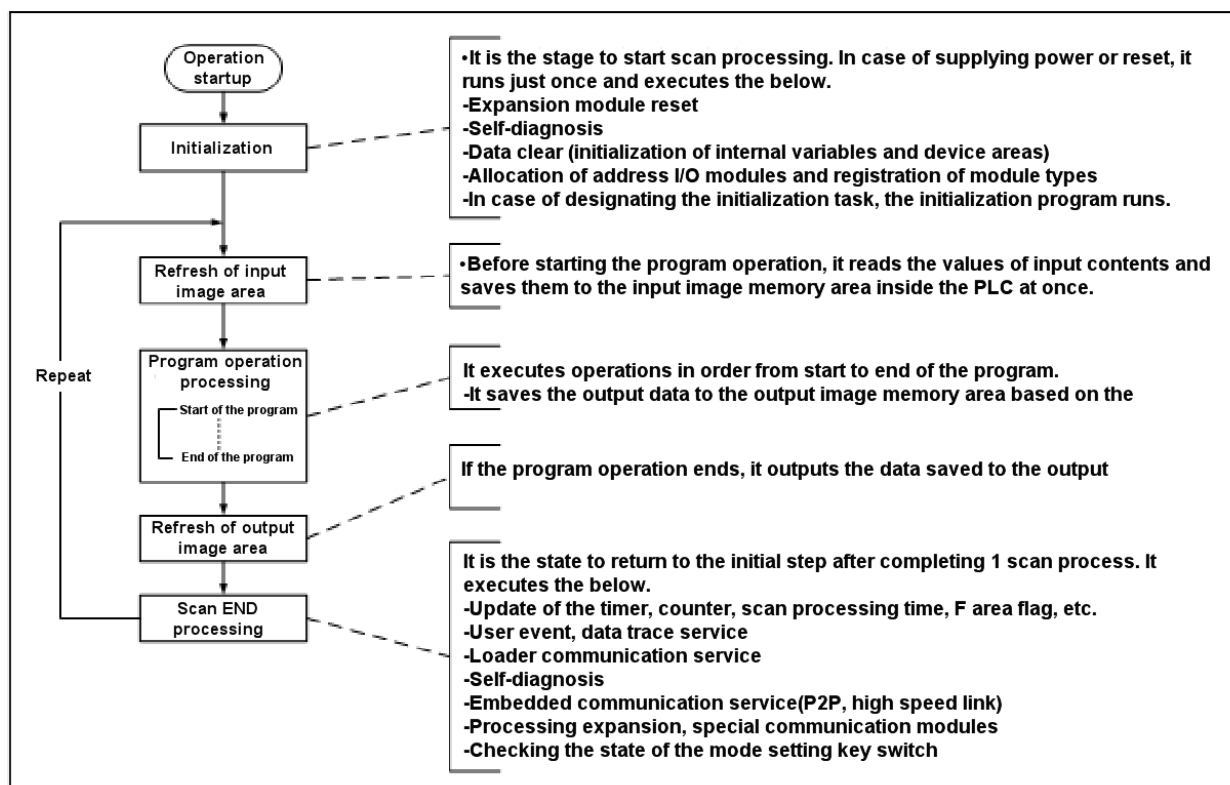 Operation
startup
•It is the stage to start scan processing. In case of supplying power or reset, it
runs just once and executes the below.
-Expansion module reset
-Self-diagnosis
-Data clear (initialization of internal variables and device areas)
-Allocation of address I/O modules and registration of module types
-In case of designating the initialization task, the initialization program runs.
Initialization
Refresh of input
image area
•Before starting the program operation, it reads the values of input contents and
saves them to the input image memory area inside the PLC at once.
Repeat
Program operation
processing
Start of the program
End of the program
It executes operations in order from start to end of the program.
-It saves the output data to the output image memory area based on the
If the program operation ends, it outputs the data saved to the output
Refresh of output
image area
Scan END
processing
It is the state to return to the initial step after completing 1 scan process. It
executes the below.
-Update of the timer, counter, scan processing time, F area flag, etc.
-User event, data trace service
-Loader communication service
-Self-diagnosis
-Embedded communication service(P2P, high speed link)
-Processing expansion, special communication modules
-Checking the state of the mode setting key switch